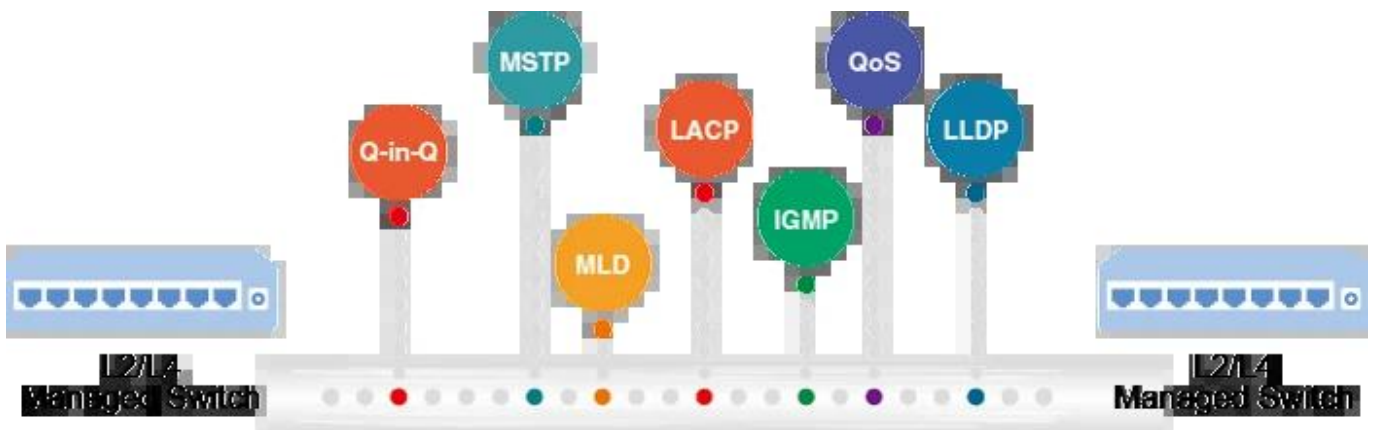 MSTP
QoS
LACP
LLDP
Q-in-Q
IGMP
MLD
L2/L4
Managed Switch
L2/L4
Managed Switch